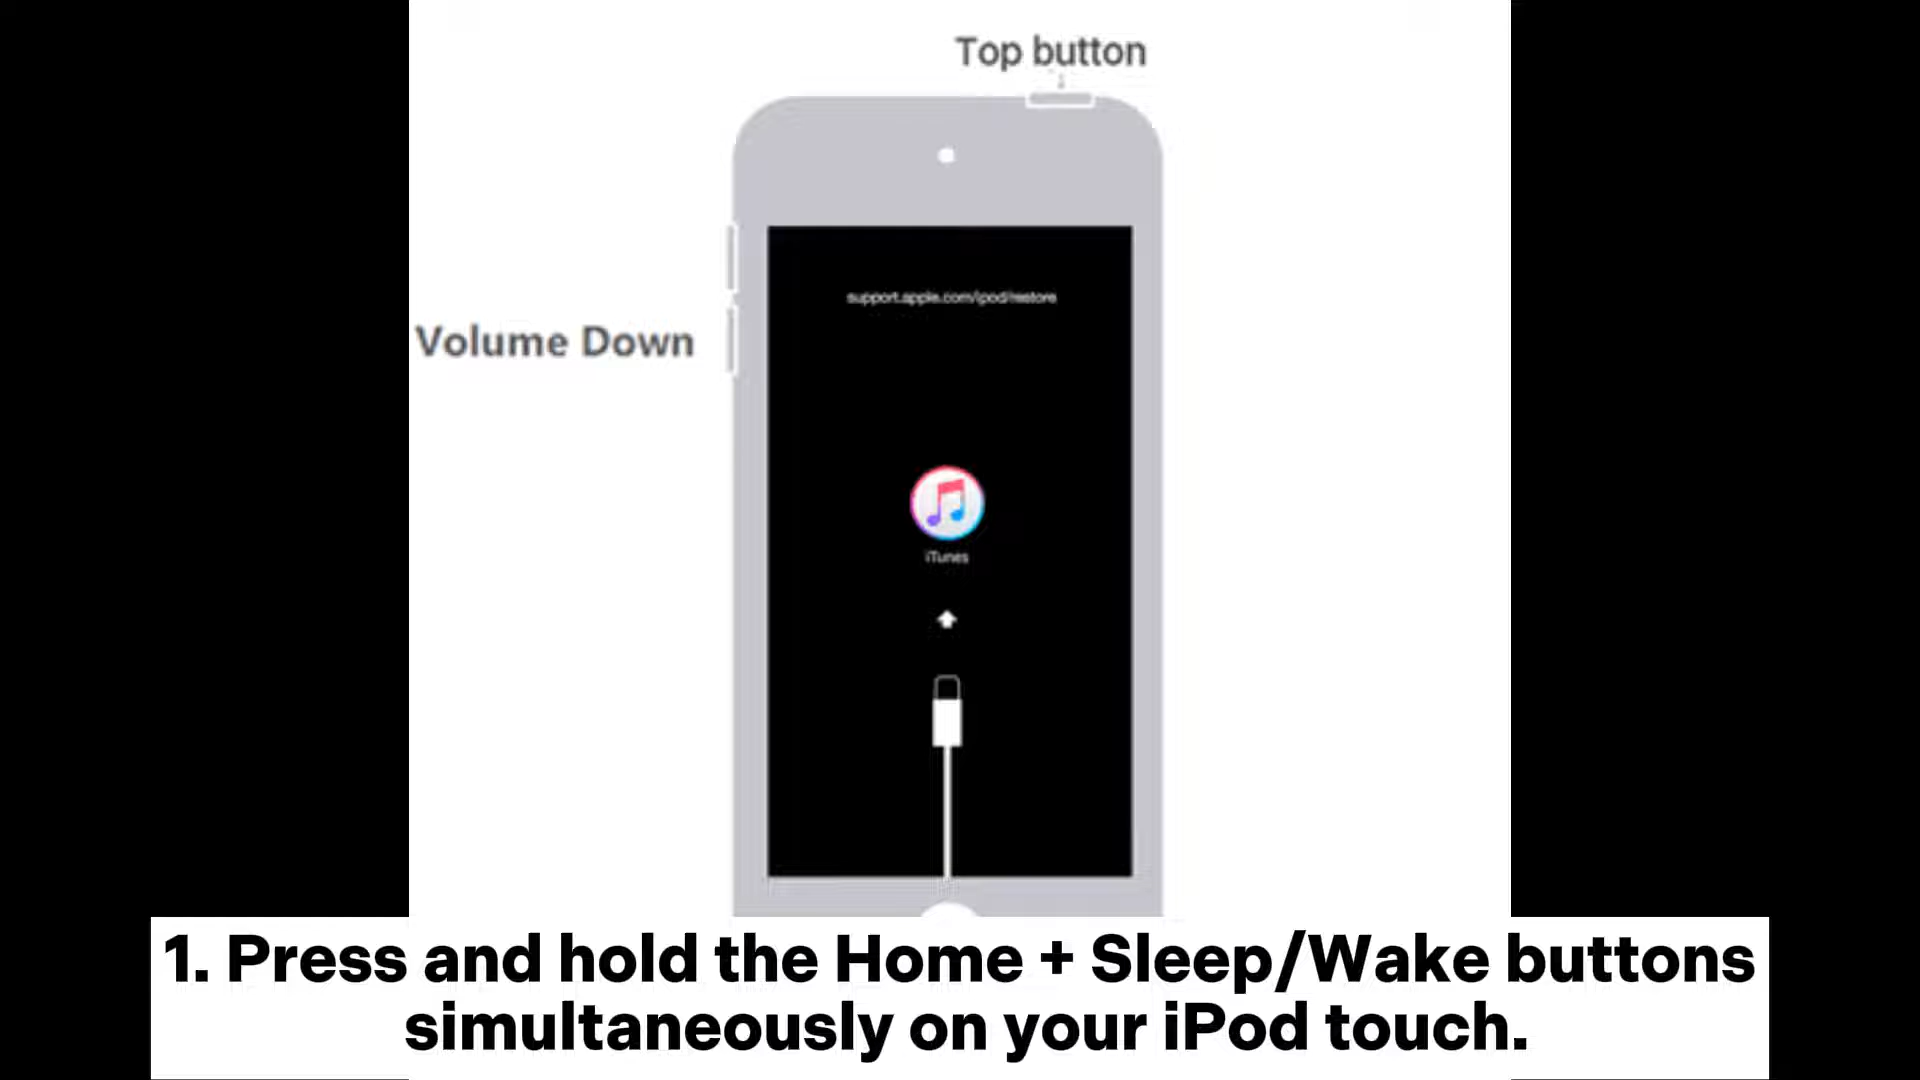 Top button
support.apple.com/ipod/restore
Volume Down
iTunes
1. Press and hold the Home + Sleep/Wake buttons
simultaneously on your iPod touch.